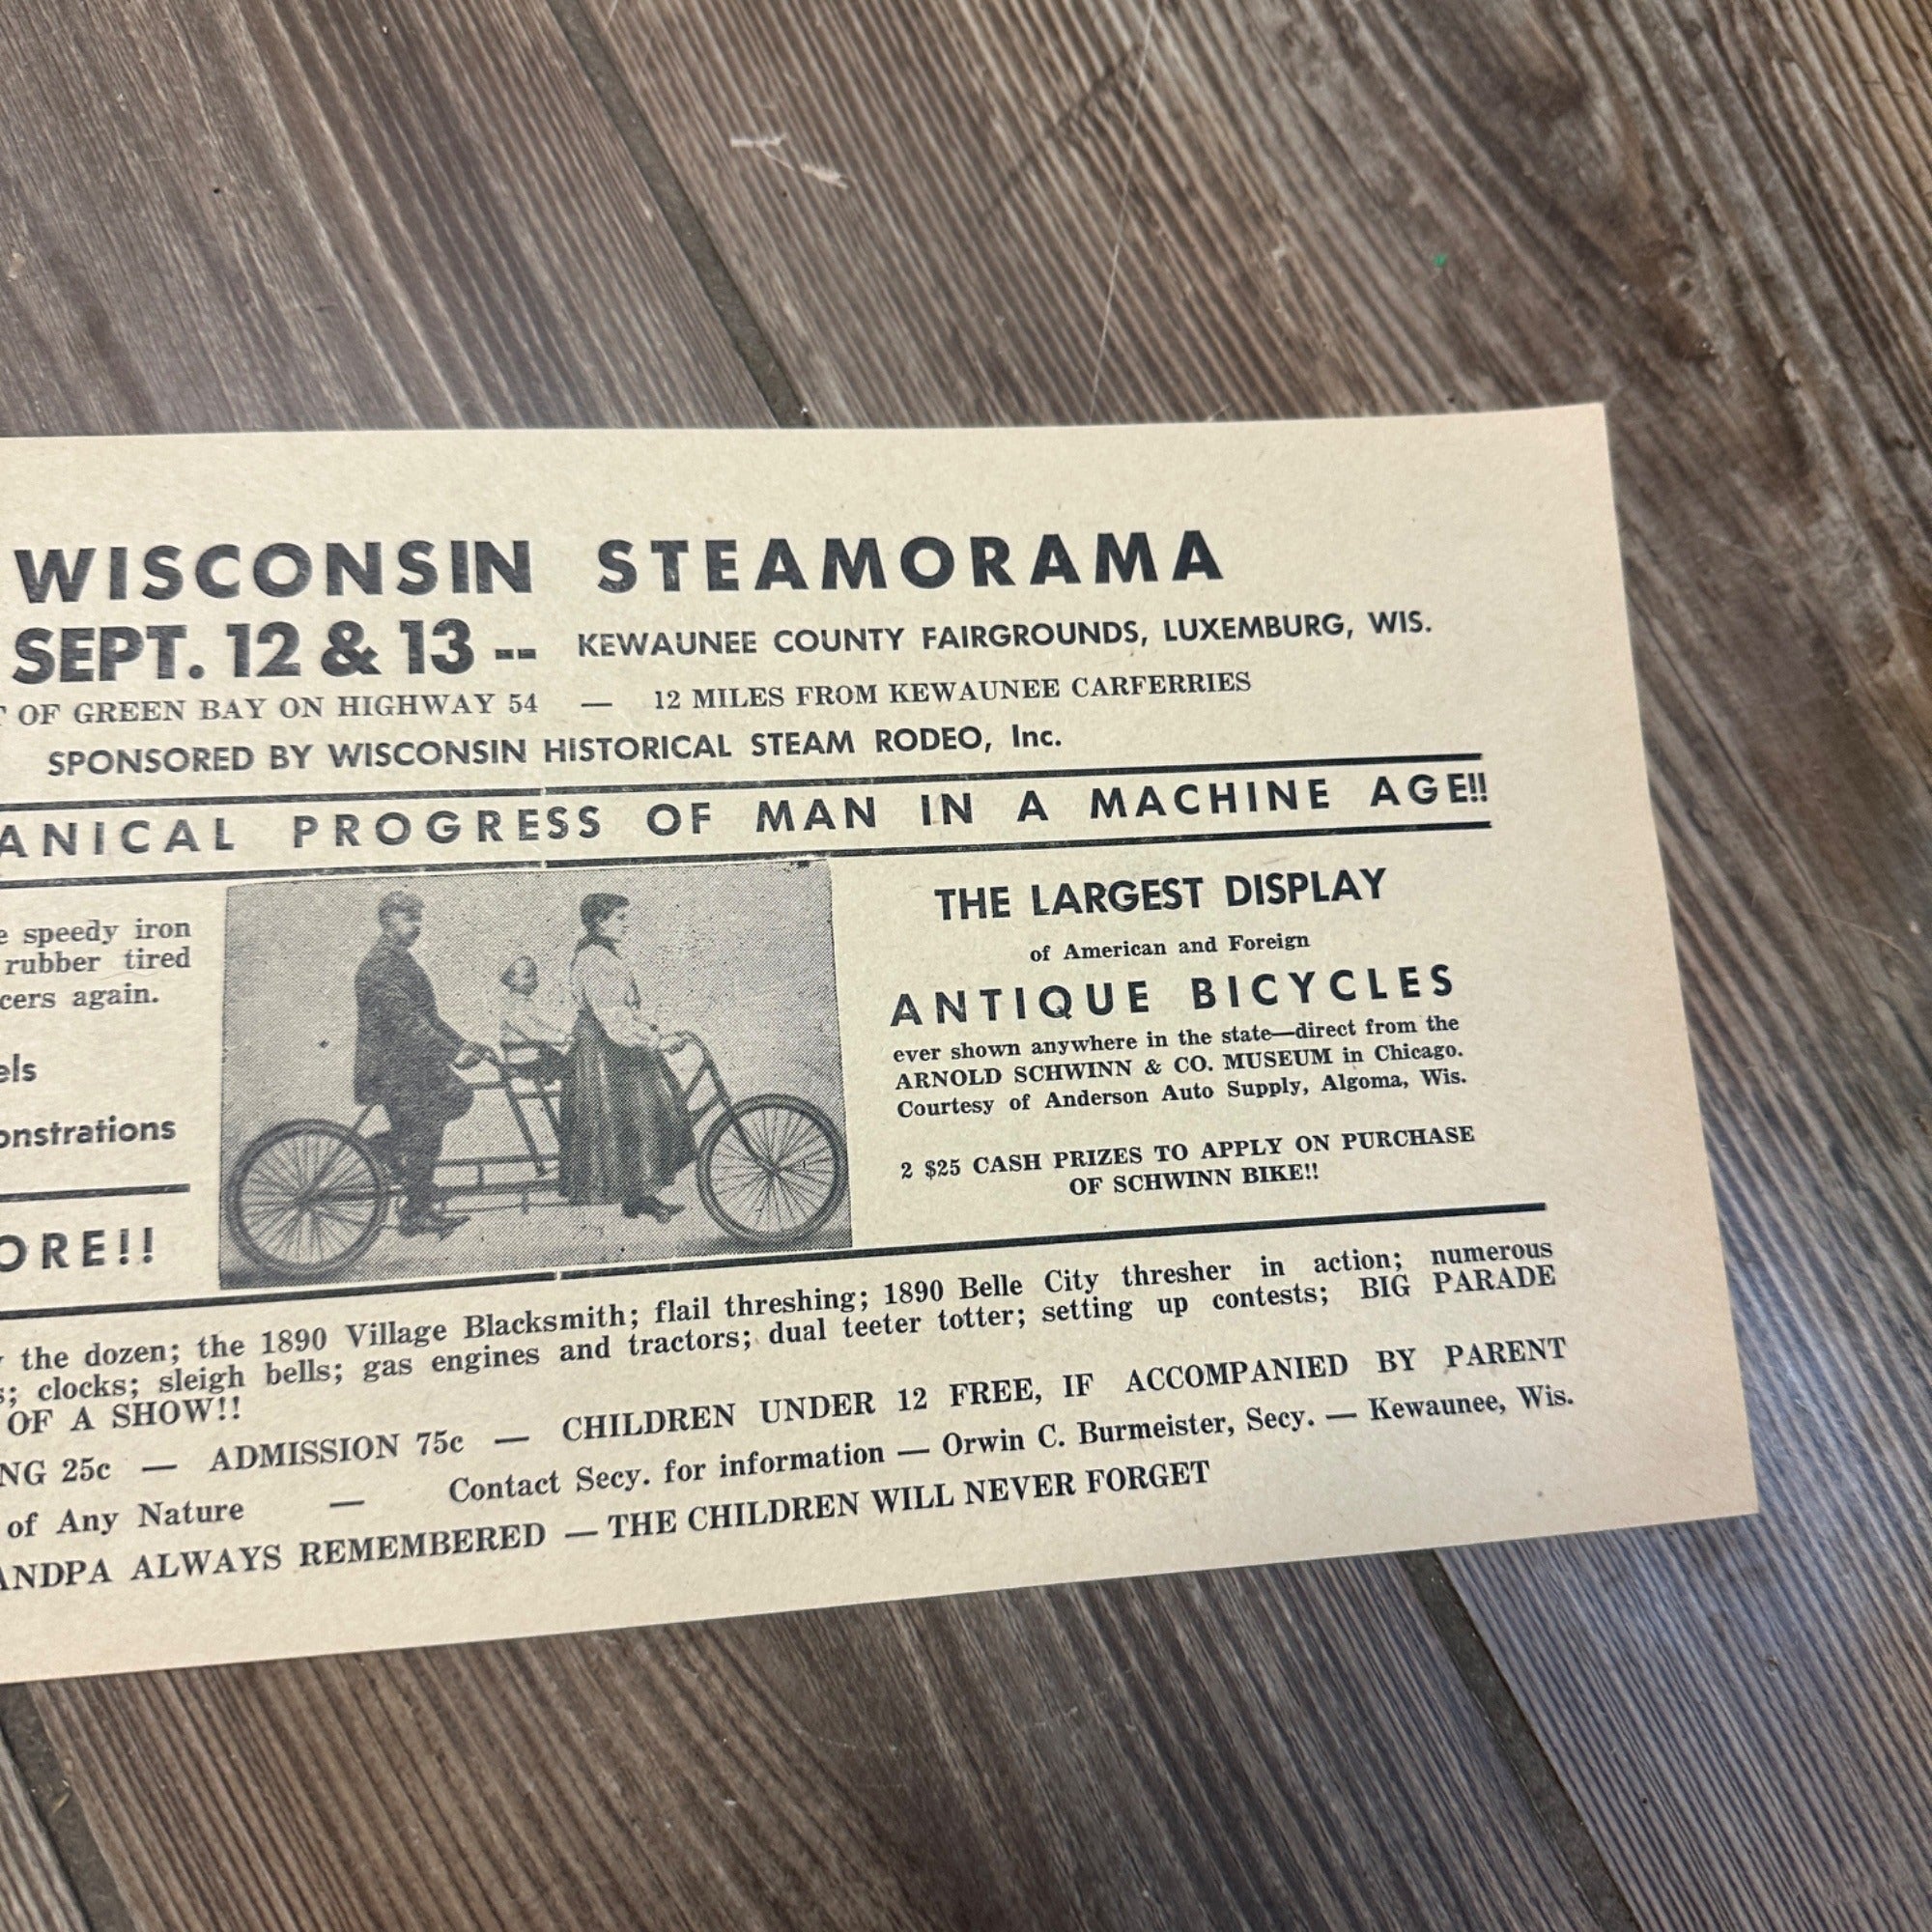 WISCONSIN STEAMORAMA
SEPT. 12 & 13 -- KEWAUNEE COUNTY FAIRGROUNDS, LUXEMBURG, WIS.
OF GREEN BAY ON HIGHWAY 54 — 12 MILES FROM KEWAUNEE CARFERRIES
SPONSORED BY WISCONSIN HISTORICAL STEAM RODEO, Inc.
ANICAL PROGRESS OF MAN IN A MACHINE AGE!!
speedy iron
rubber tired
cers again.
els
onstrations
ORE!!
THE LARGEST DISPLAY
of American and Foreign
ANTIQUE BICYCLES
ever shown anywhere in the state—direct from the
ARNOLD SCHWINN & CO. MUSEUM in Chicago.
Courtesy of Anderson Auto Supply, Algoma, Wis.
2 $25 CASH PRIZES TO APPLY ON PURCHASE
OF SCHWINN BIKE!!
the dozen; the 1890 Village Blacksmith; flail threshing; 1890 Belle City thresher in action; numerous
; clocks; sleigh bells; gas engines and tractors; dual teeter totter; setting up contests; BIG PARADE
OF A SHOW!!
NG 25c — ADMISSION 75c — CHILDREN UNDER 12 FREE, IF ACCOMPANIED BY PARENT
of Any Nature — Contact Secy. for information — Orwin C. Burmeister, Secy. — Kewaunee, Wis.
ANDPA ALWAYS REMEMBERED — THE CHILDREN WILL NEVER FORGET